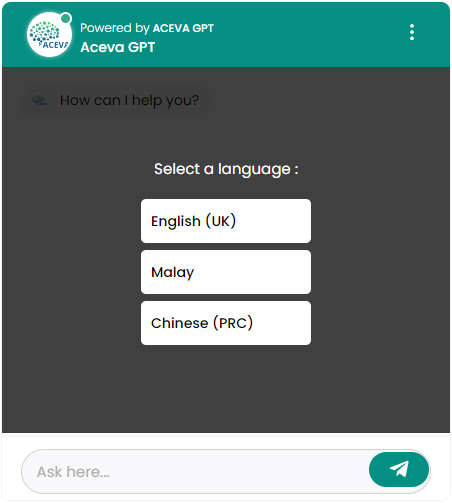 Powered by ACEVA GPT
ACEVA
Aceva GPT
How can I help you?
Select a language :
English (UK)
Malay
Chinese (PRC)
Ask here...